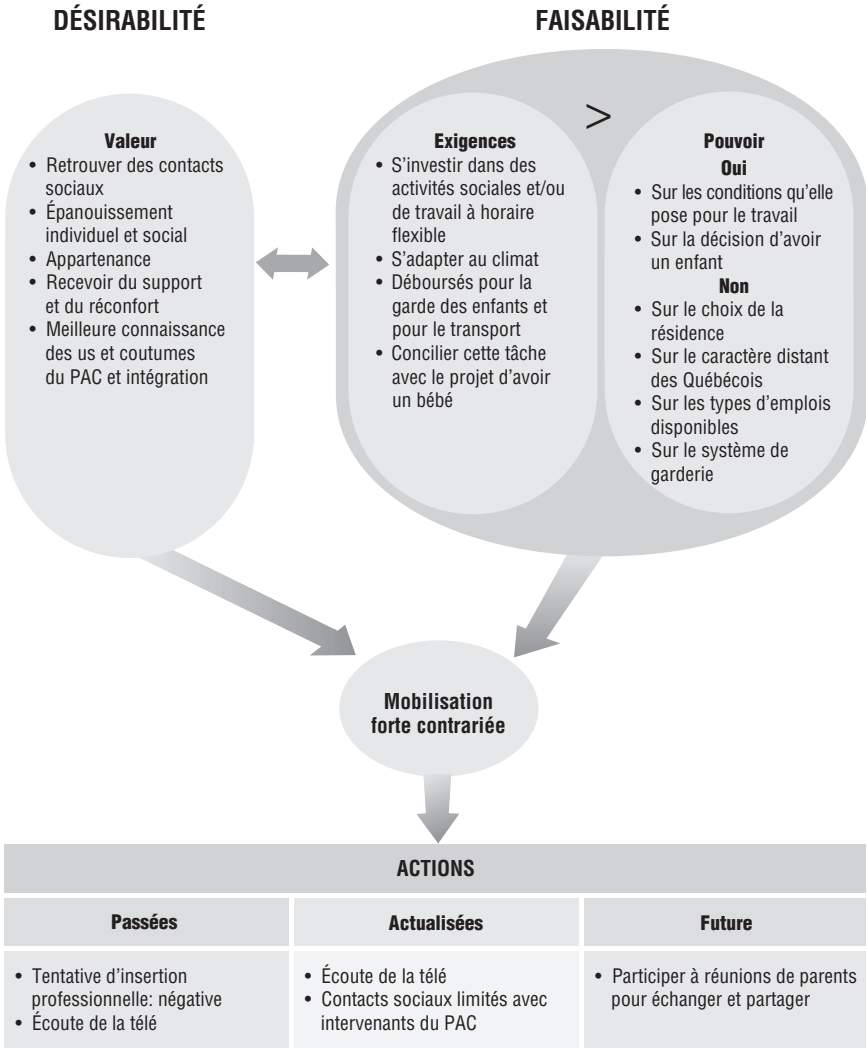 DÉSIRABILITÉ
FAISABILITÉ
Valeur
• Retrouver des contacts
sociaux
• Épanouissement
individuel et social
• Appartenance
• Recevoir du support
et du réconfort
• Meilleure connaissance
des us et coutumes
du PAC et intégration
Exigences
• S'investir dans des
activités sociales et/ou
de travail à horaire
flexible
• S'adapter au climat
• Déboursés pour la
garde des enfants et
pour le transport
• Concilier cette tâche
avec le projet d'avoir
un bébé
>
Pouvoir
Oui
• Sur les conditions qu'elle
pose pour le travail
• Sur la décision d'avoir
un enfant
Non
• Sur le choix de la
résidence
• Sur le caractère distant
des Québécois
• Sur les types d'emplois
disponibles
• Sur le système de
garderie
Mobilisation
forte contrariée
ACTIONS
Passées
• Tentative d'insertion
professionnelle: négative
• Écoute de la télé
Actualisées
• Écoute de la télé
• Contacts sociaux limités avec
intervenants du PAC
Future
• Participer à réunions de parents
pour échanger et partager